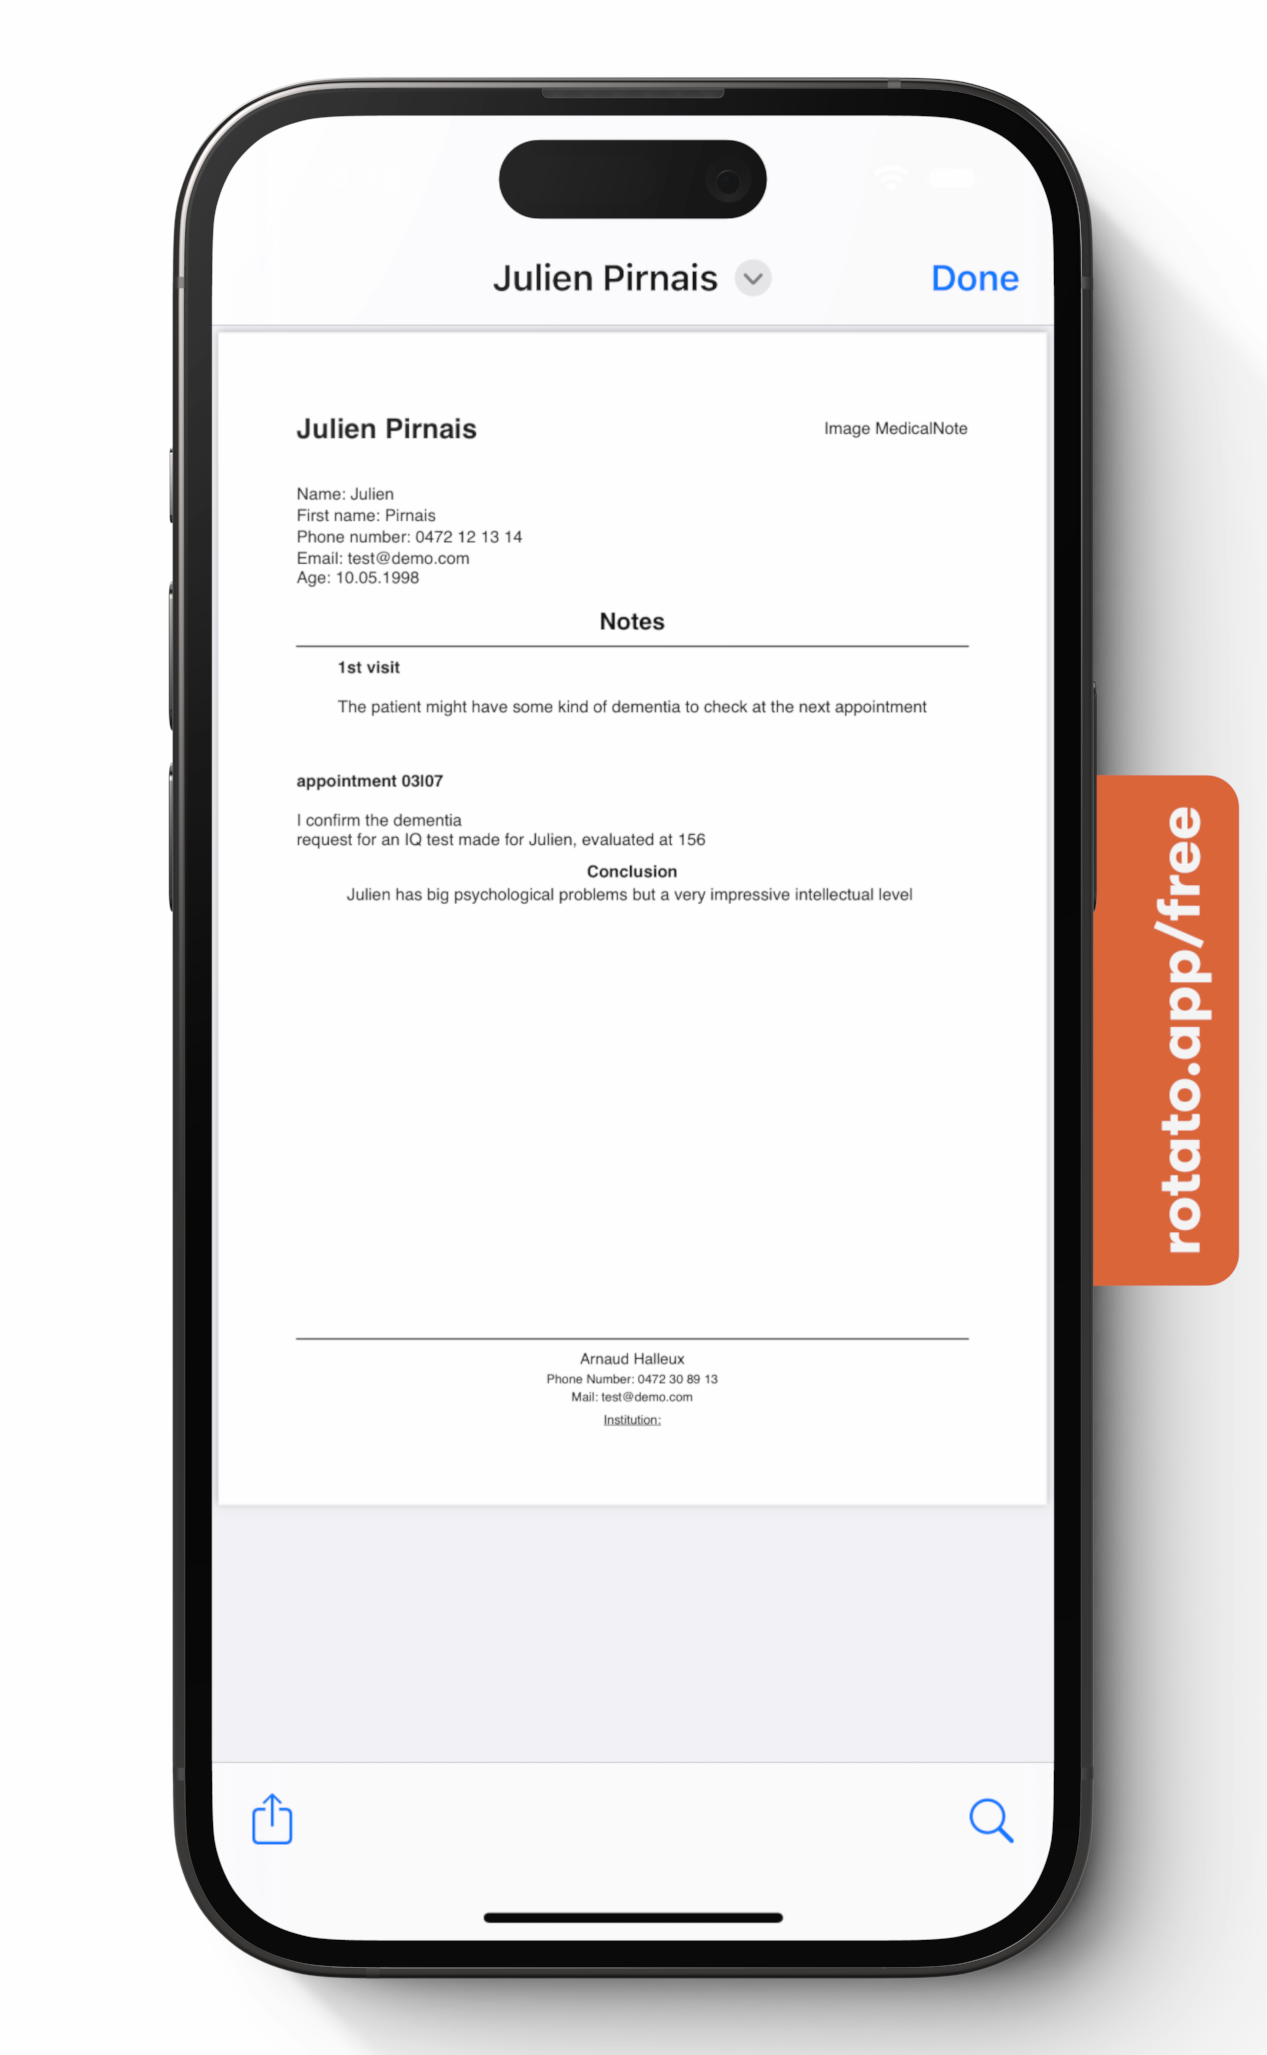 Julien Pirnais
Done
Julien Pirnais
Image MedicalNote
Name: Julien
First name: Pirnais
Phone number: 0472 12 13 14
Email: test@demo.com
Age: 10.05.1998
Notes
1st visit
The patient might have some kind of dementia to check at the next appointment
appointment 03l07
I confirm the dementia
request for an IQ test made for Julien, evaluated at 156
Conclusion
Julien has big psychological problems but a very impressive intellectual level
Arnaud Halleux
Phone Number: 0472 30 89 13
Mail: test@demo.com
Institution:
rotato.app/free